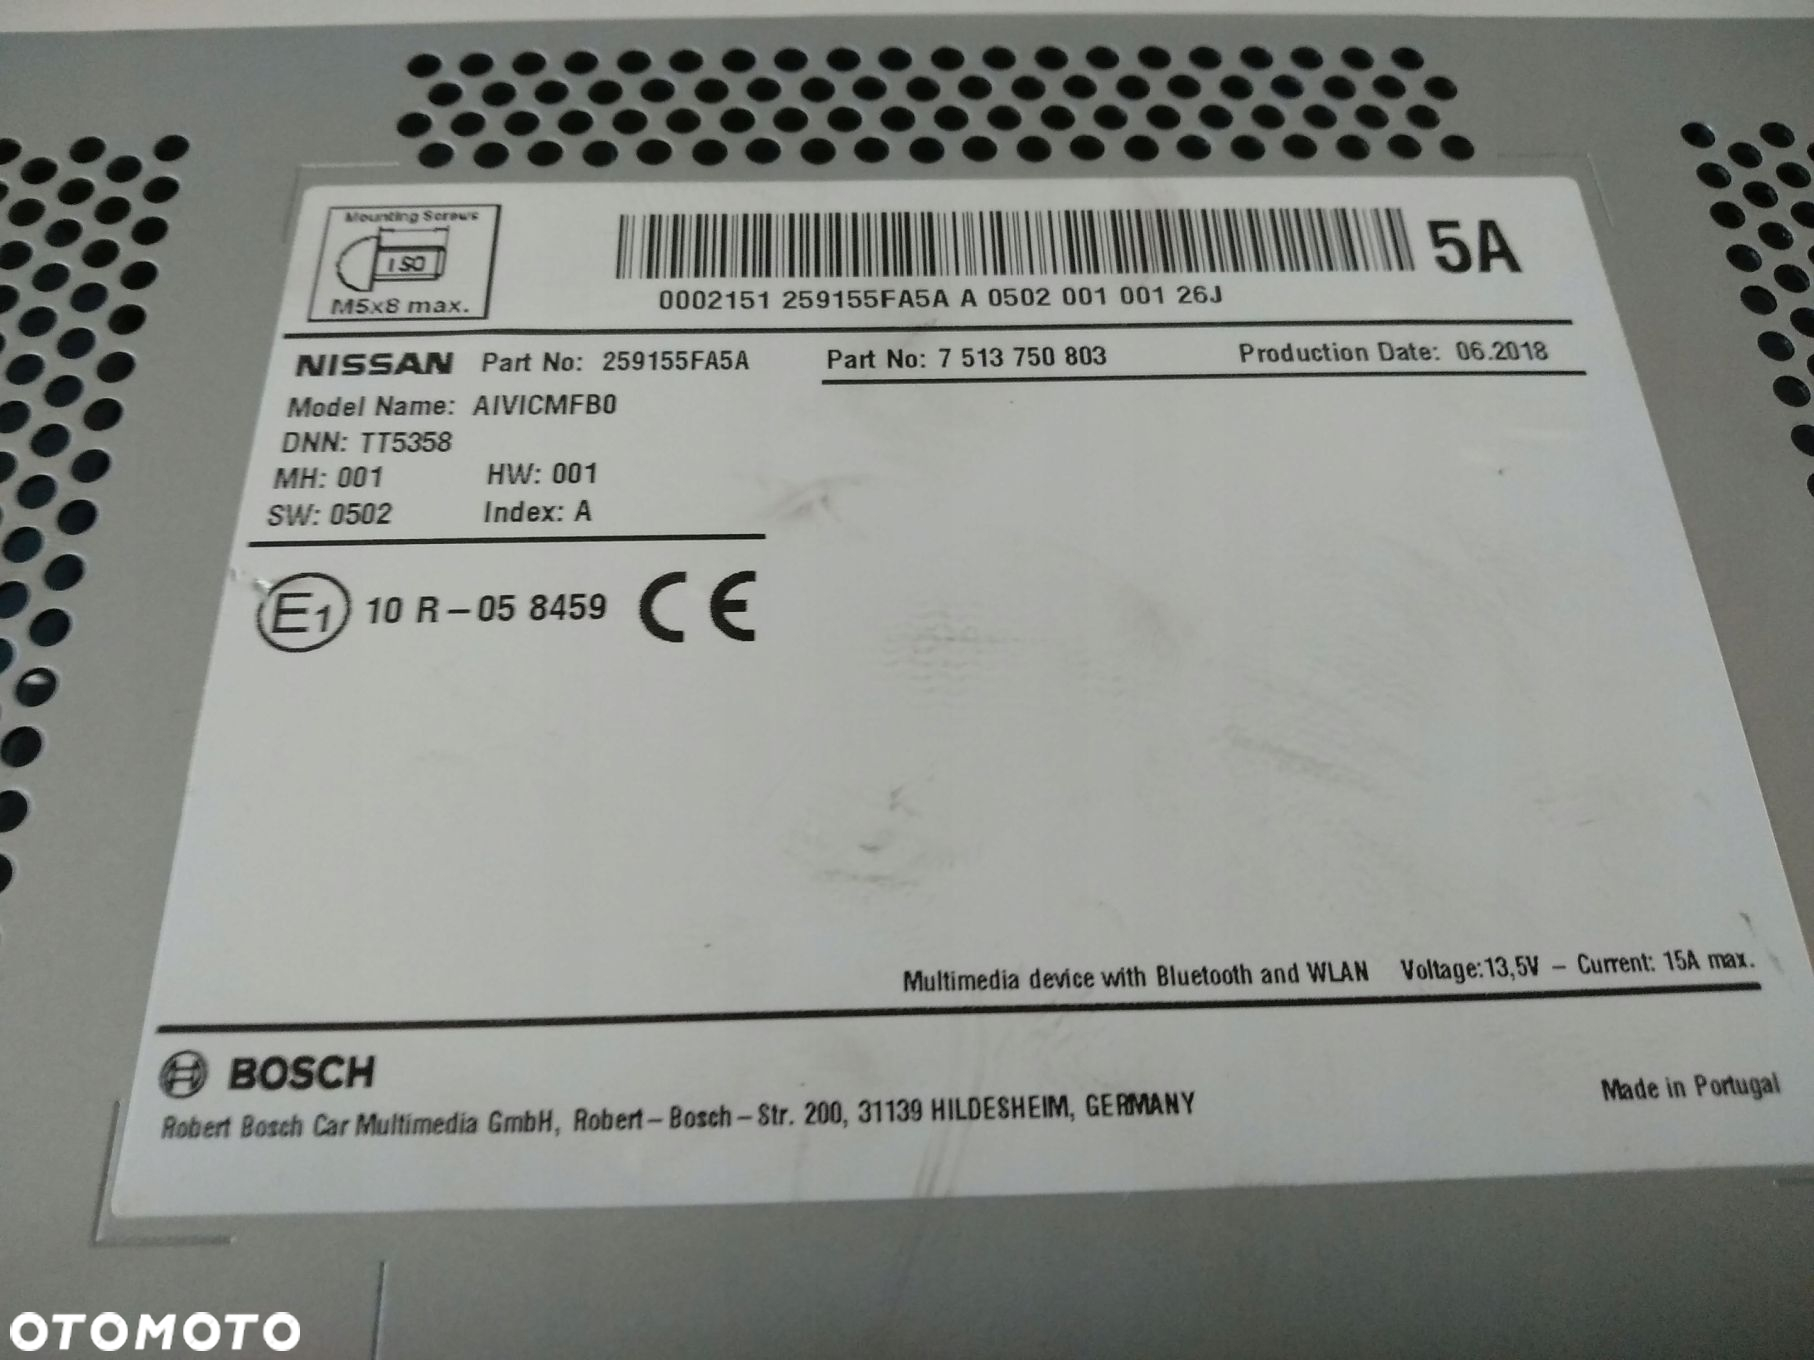 Mounting Screws
ISO
M5x8 max.
5A
0002151 259155FA5A A 0502 001 001 26J
NISSAN Part No: 259155FA5A Part No: 7 513 750 803 Production Date: 06.2018
Model Name: AIVICMFB0
DNN: TT5358
MH: 001 HW: 001
SW: 0502 Index: A
E1 10 R - 05 8459 CE
Multimedia device with Bluetooth and WLAN Voltage:13,5V - Current: 15A max.
BOSCH
Robert Bosch Car Multimedia GmbH, Robert-Bosch-Str. 200, 31139 HILDESHEIM, GERMANY
Made in Portugal
OTOMOTO